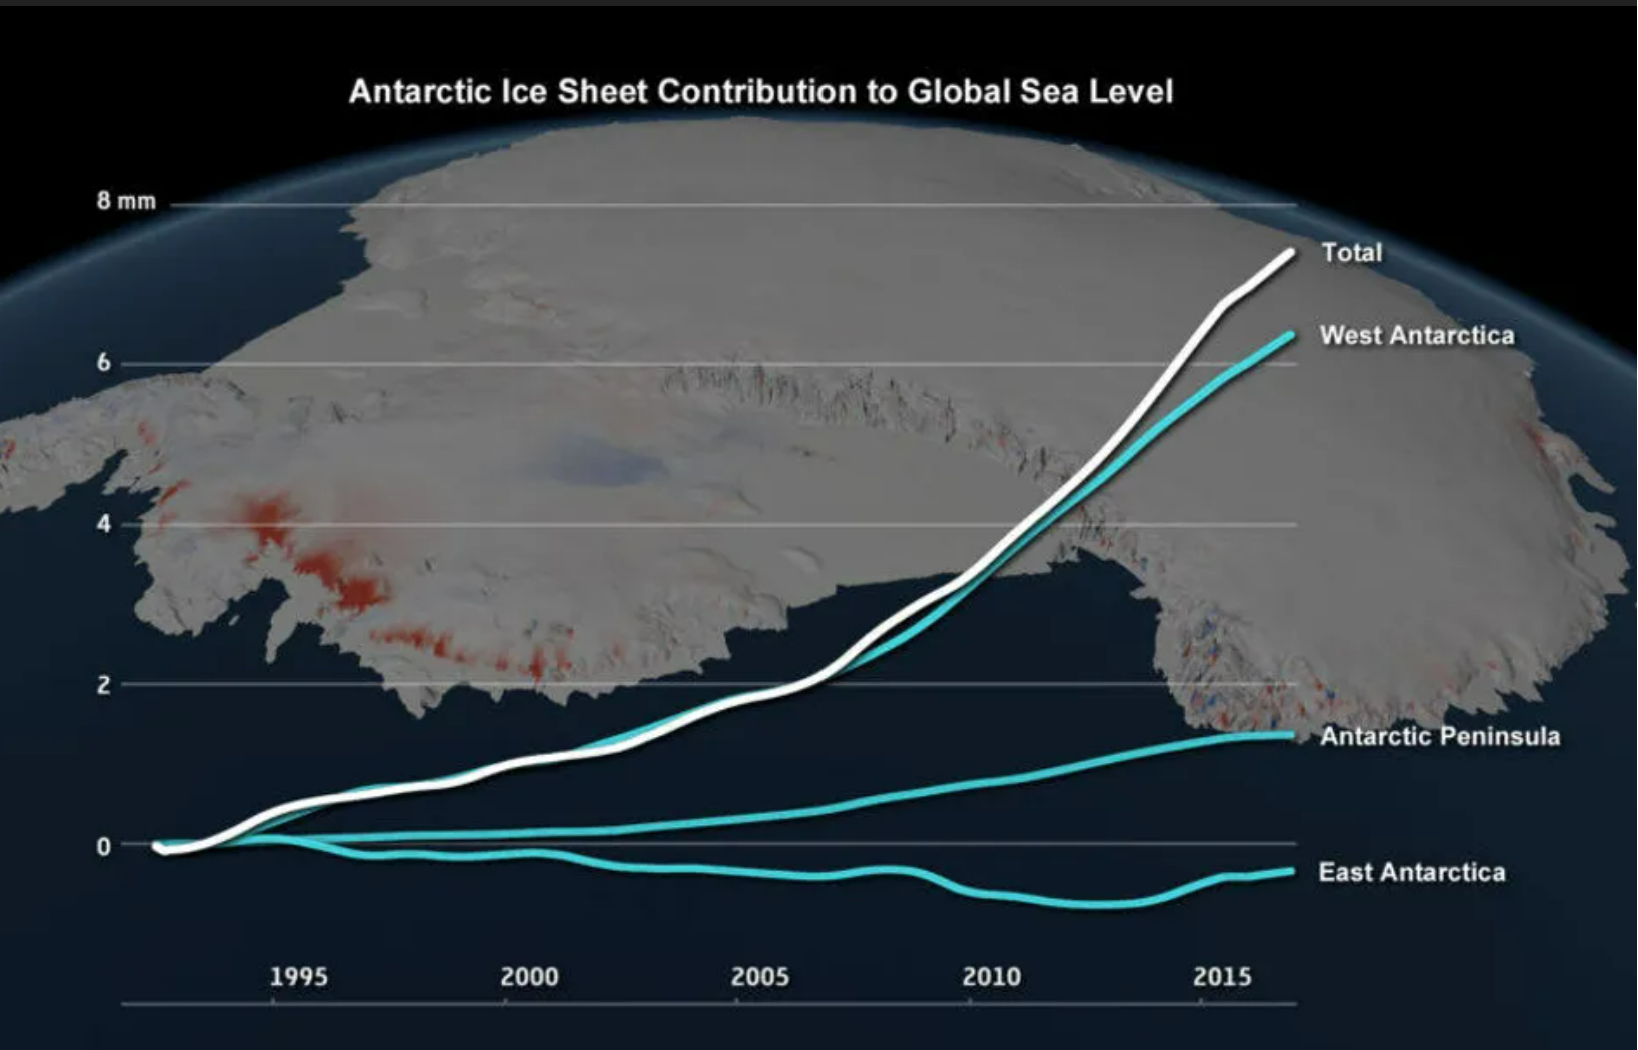 Antarctic Ice Sheet Contribution to Global Sea Level
8 mm
Total
West Antarctica
6
4
2
Antarctic Peninsula
0
East Antarctica
1995 2000 2005 2010 2015